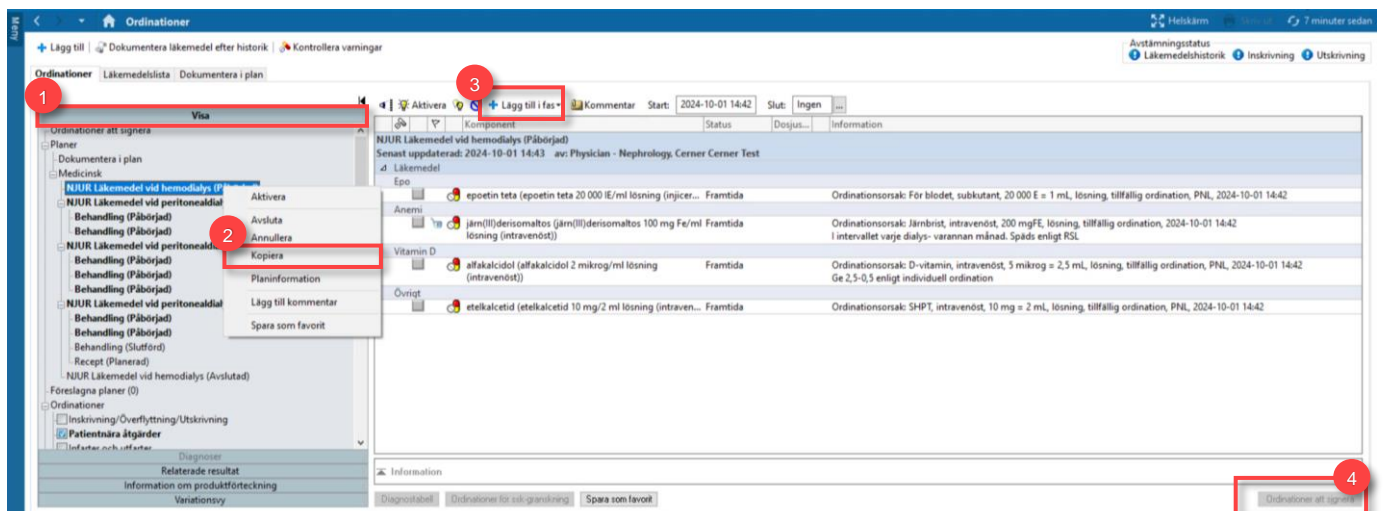 Meny
Ordinationer
Helskärm
7 minuter sedan
Lägg till
Dokumentera läkemedel efter historik
Kontrollera varningar
Avstämningsstatus
Läkemedelshistorik Inskrivning Utskrivning
Ordinationer Läkemedelslista Dokumentera i plan
1
Visa
Ordinationer att signera
Planer
Dokumentera i plan
Medicinsk
NJUR Läkemedel vid hemodialys
NJUR Läkemedel vid peritonealdial
Behandling (Påbörjad)
Behandling (Påbörjad)
NJUR Läkemedel vid
Behandling (Påbörjad)
Behandling (Påbörjad)
Behandling (Påbörjad)
NJUR Läkemedel vid peritonealdial
Behandling (Påbörjad)
Behandling (Påbörjad)
Behandling (Slutförd)
Recept (Planerad)
NJUR Läkemedel vid hemodialys (Avslutad)
Föreslagna planer (0)
Ordinationer
Inskrivning/Överflyttning/Utskrivning
Patientnära åtgärder
Infarter och utfarter
Diagnoser
Relaterade resultat
Information om produktförteckning
Variationsvy
2
Aktivera
Avsluta
Annullera
Kopiera
Planinformation
Lägg till kommentar
Spara som favorit
3
Aktivera
Lägg till i fas
Kommentar Start: 2024-10-01 14:42 Slut: Ingen ...
Komponent Status Dosjus... Information
NJUR Läkemedel vid hemodialys (Påbörjad)
Senast uppdaterad: 2024-10-01 14:43 av: Physician - Nephrology, Cerner Cerner Test
Läkemedel
Epo
epoetin teta (epoetin teta 20 000 IE/ml lösning (injicer... Framtida Ordinationsorsak: För blodet, subkutant, 20 000 E = 1 mL, lösning, tillfällig ordination, PNL, 2024-10-01 14:42
Anemi
järn(III)derisomaltos (järn(III)derisomaltos 100 mg Fe/ml Framtida Ordinationsorsak: Järnbrist, intravenöst, 200 mgFE, lösning, tillfällig ordination, 2024-10-01 14:42
lösning (intravenöst)) I intervallet varje dialys- varannan månad. Späds enligt RSL
Vitamin D
alfakalcidol (alfakalcidol 2 mikrog/ml lösning Framtida Ordinationsorsak: D-vitamin, intravenöst, 5 mikrog = 2,5 mL, lösning, tillfällig ordination, PNL, 2024-10-01 14:42
(intravenöst)) Ge 2,5-0,5 enligt individuell ordination
Övrigt
etelkalcetid (etelkalcetid 10 mg/2 ml lösning (intraven... Framtida Ordinationsorsak: SHPT, intravenöst, 10 mg = 2 mL, lösning, tillfällig ordination, PNL, 2024-10-01 14:42
Information
Diagnostabell Ordinationer för ssk-granskning Spara som favorit
4
Ordinationer att signera